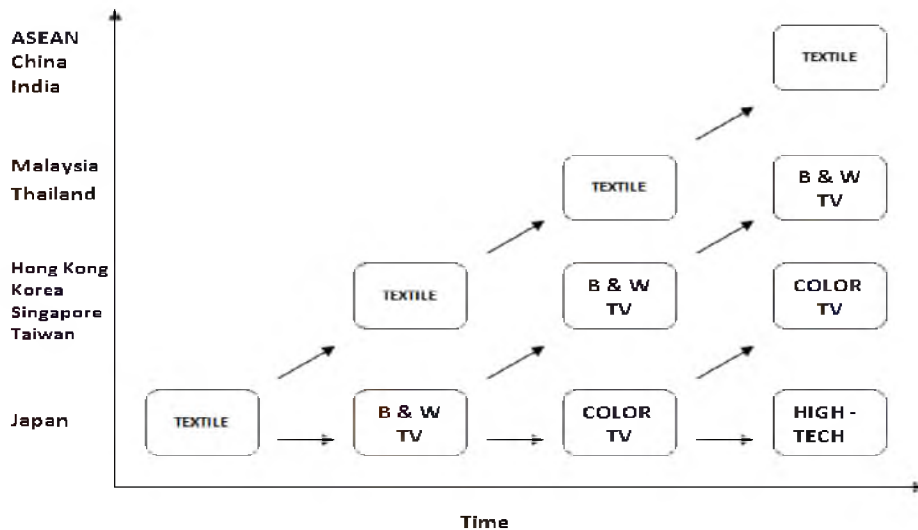 ASEAN
China
India
TEXTILE
Malaysia
Thailand
TEXTILE
B & W
TV
Hong Kong
Korea
Singapore
Taiwan
TEXTILE
B & W
TV
COLOR
TV
Japan
TEXTILE
B & W
TV
COLOR
TV
HIGH -
TECH
Time